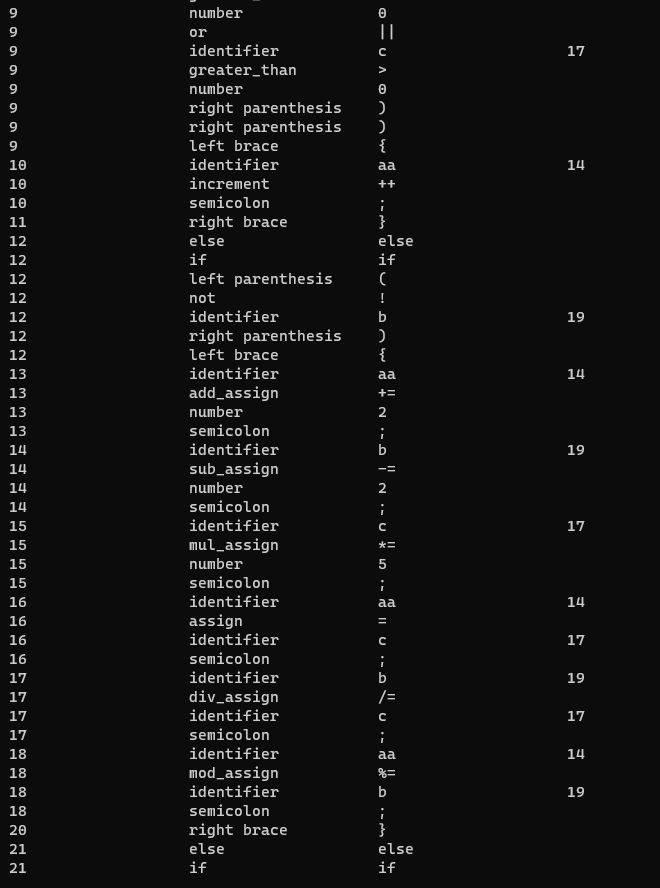 9 number 0
9 or ||
9 identifier c 17
9 greater_than >
9 number 0
9 right parenthesis )
9 right parenthesis )
9 left brace {
10 identifier aa 14
10 increment ++
10 semicolon ;
11 right brace }
12 else else
12 if if
12 left parenthesis (
12 not !
12 identifier b 19
12 right parenthesis )
12 left brace {
13 identifier aa 14
13 add_assign +=
13 number 2
13 semicolon ;
14 identifier b 19
14 sub_assign -=
14 number 2
14 semicolon ;
15 identifier c 17
15 mul_assign *=
15 number 5
15 semicolon ;
16 identifier aa 14
16 assign =
16 identifier c 17
16 semicolon ;
17 identifier b 19
17 div_assign /=
17 identifier c 17
17 semicolon ;
18 identifier aa 14
18 mod_assign %=
18 identifier b 19
18 semicolon ;
20 right brace }
21 else else
21 if if